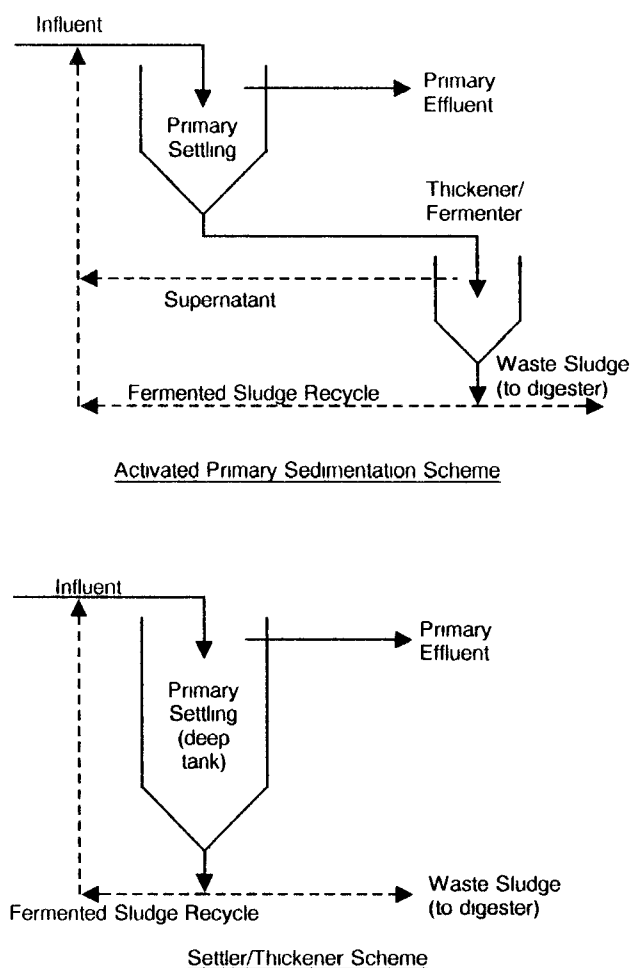 Influent
Primary
Effluent
Primary
Settling
Thickener/
Fermenter
Supernatant
Waste Sludge
(to digester)
Fermented Sludge Recycle
Activated Primary Sedimentation Scheme
Influent
Primary
Effluent
Primary
Settling
(deep
tank)
Waste Sludge
(to digester)
Fermented Sludge Recycle
Settler/Thickener Scheme